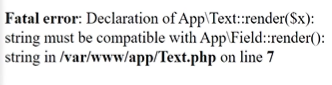 Fatal error: Declaration of App\Text::render($x):
string must be compatible with App\Field::render():
string in /var/www/app/Text.php on line 7